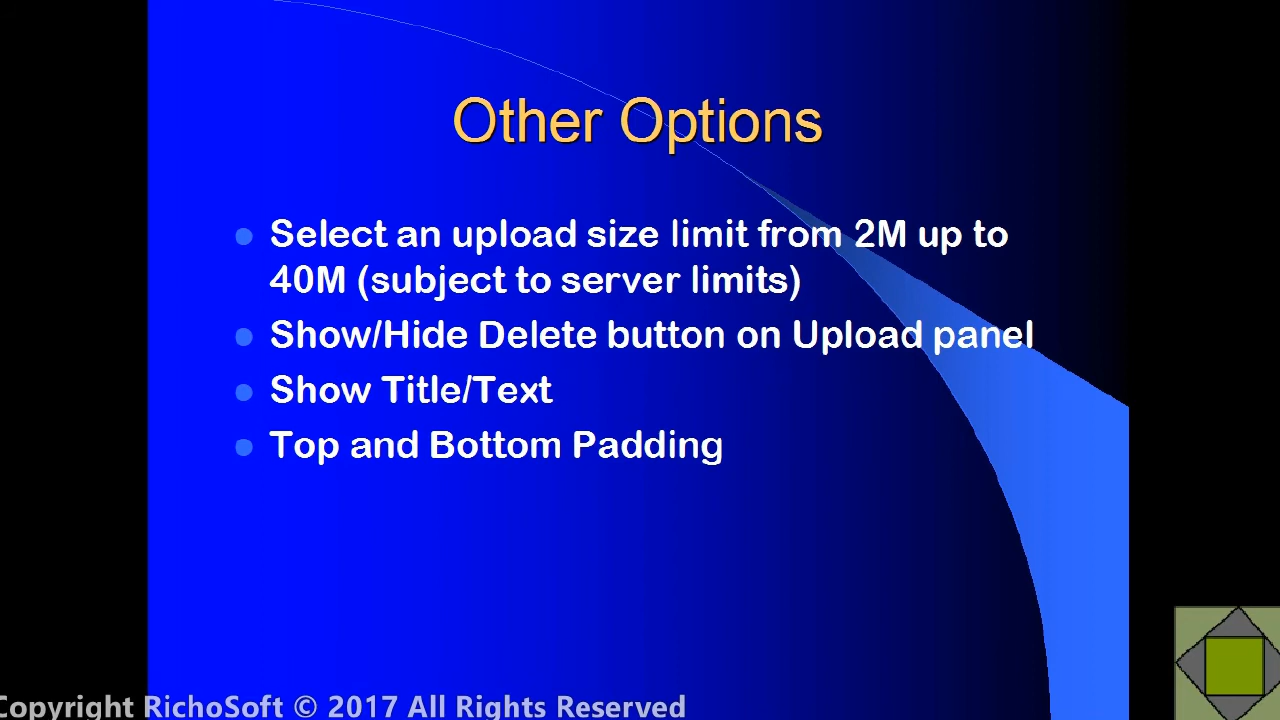 Other Options
Select an upload size limit from 2M up to
40M (subject to server limits)
Show/Hide Delete button on Upload panel
Show Title/Text
Top and Bottom Padding
Copyright RichoSoft © 2017 All Rights Reserved